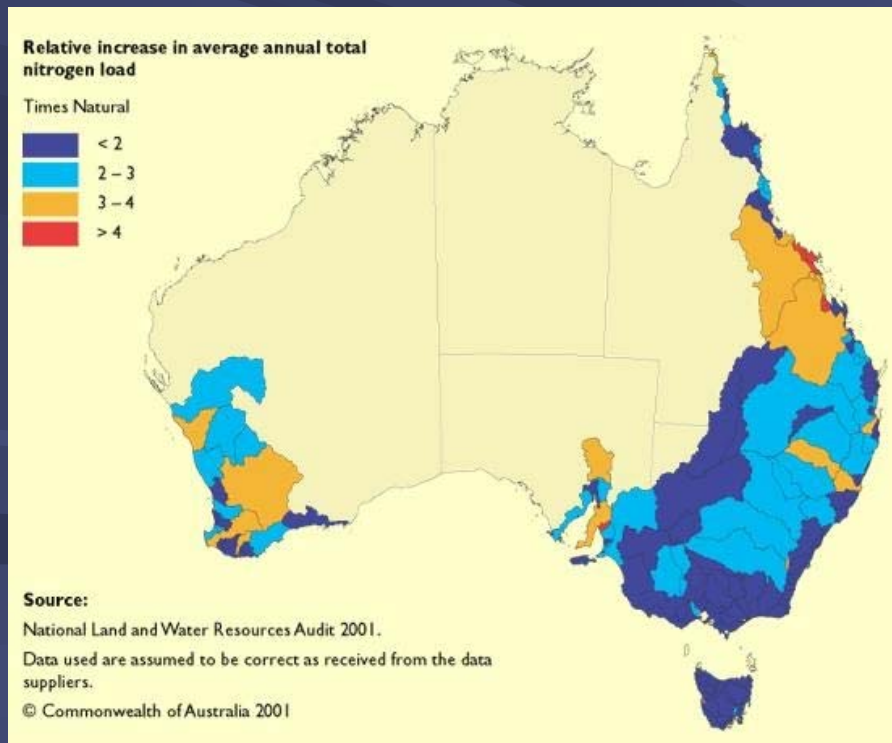 Relative increase in average annual total
nitrogen load
Times Natural
< 2
2 – 3
3 – 4
> 4
Source:
National Land and Water Resources Audit 2001.
Data used are assumed to be correct as received from the data
suppliers.
© Commonwealth of Australia 2001